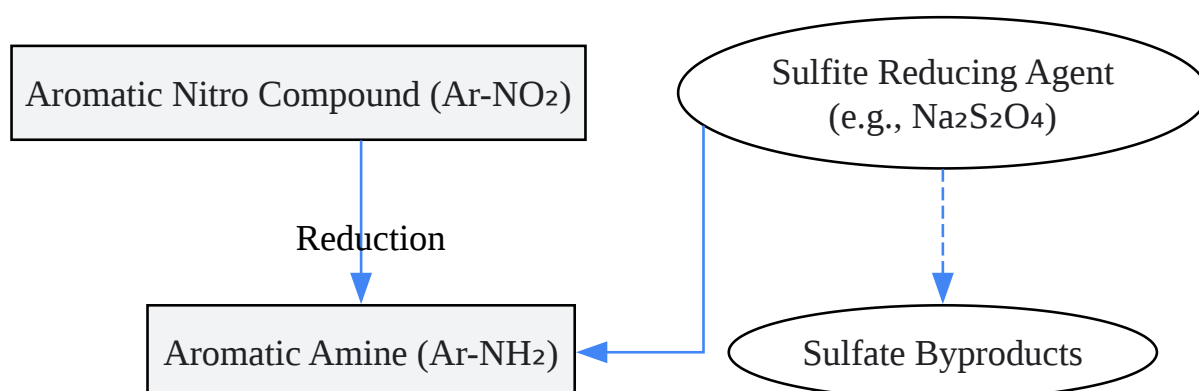 Aromatic Nitro Compound (Ar-NO₂)
Sulfite Reducing Agent
(e.g., Na₂S₂O₄)
Reduction
Aromatic Amine (Ar-NH₂)
Sulfate Byproducts